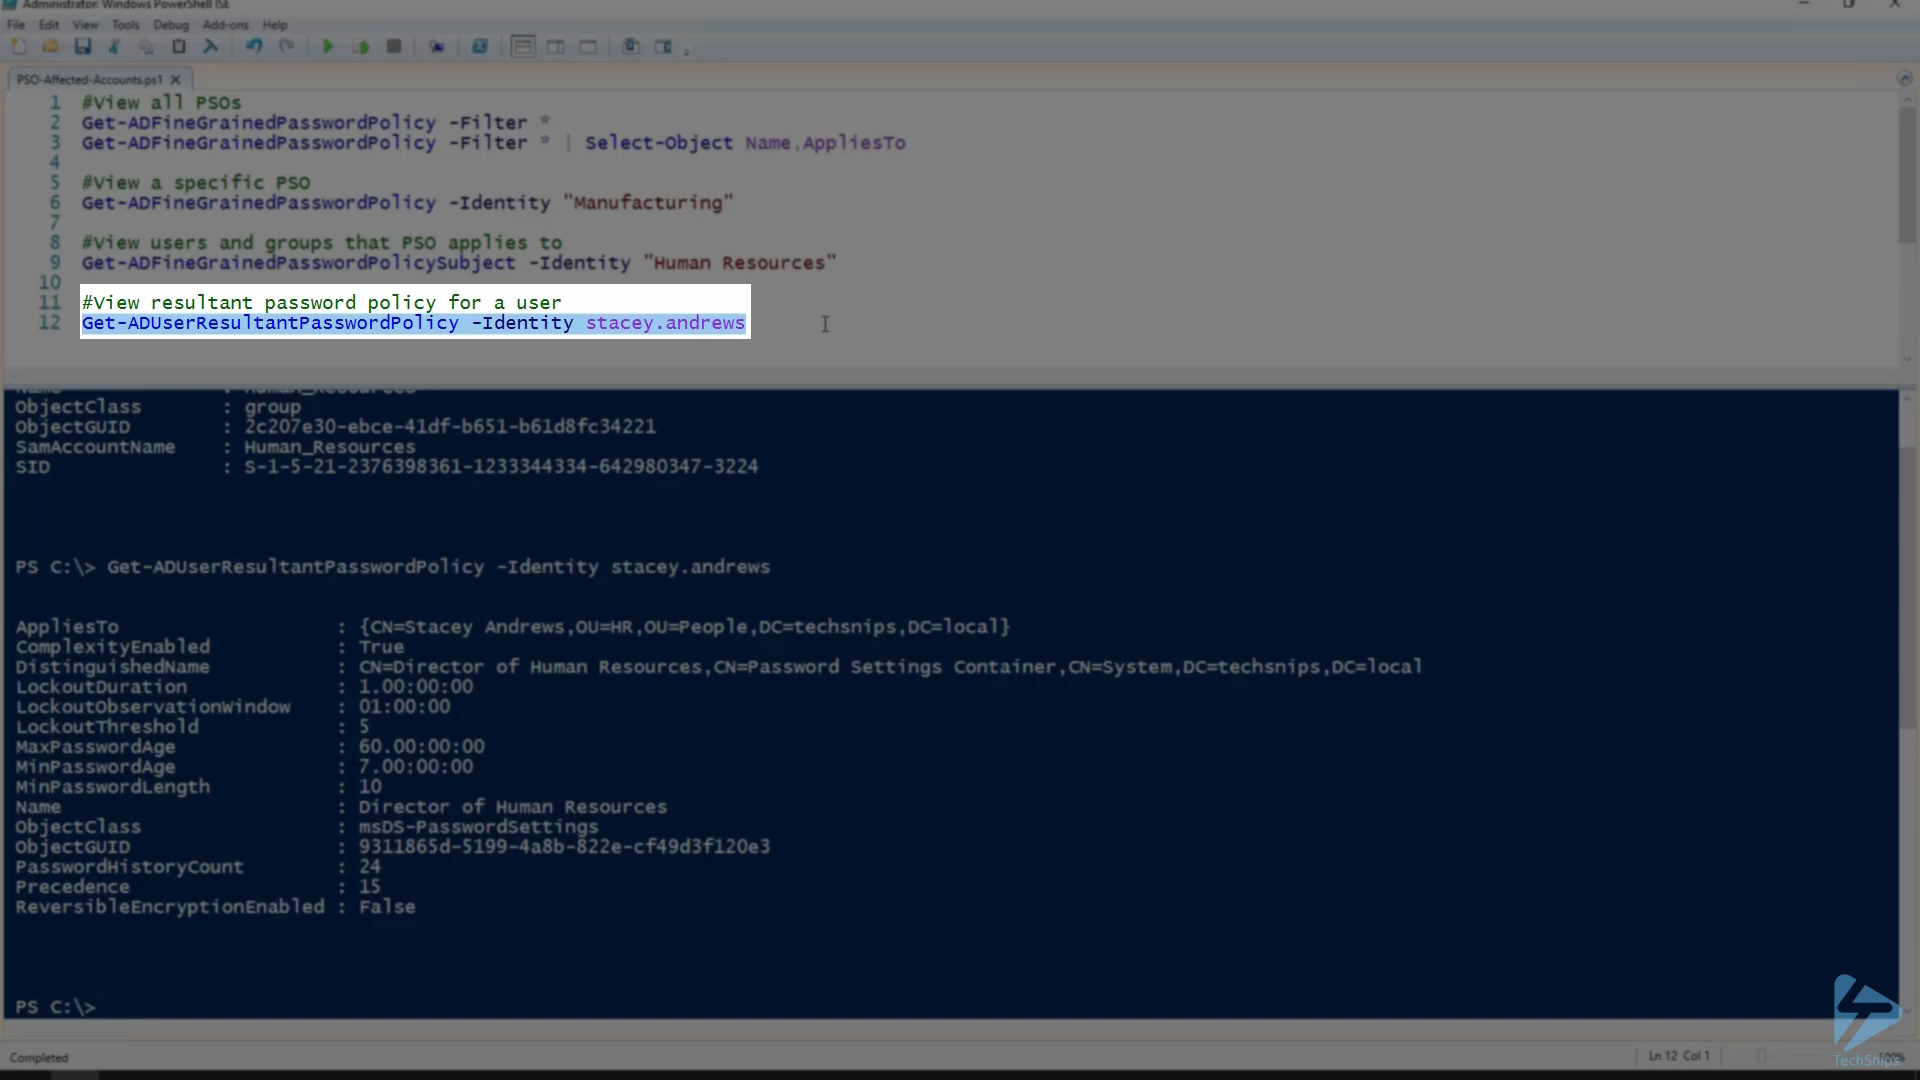 Administrator: Windows PowerShell ISE
File Edit View Tools Debug Add-ons Help
PSO-Affected-Accounts.ps1
1 #View all PSOs
2 Get-ADFineGrainedPasswordPolicy -Filter *
3 Get-ADFineGrainedPasswordPolicy -Filter * | Select-Object Name,AppliesTo
4
5 #View a specific PSO
6 Get-ADFineGrainedPasswordPolicy -Identity "Manufacturing"
7
8 #View users and groups that PSO applies to
9 Get-ADFineGrainedPasswordPolicySubject -Identity "Human Resources"
10
11 #View resultant password policy for a user
12 Get-ADUserResultantPasswordPolicy -Identity stacey.andrews
Name : Human_Resources
ObjectClass : group
ObjectGUID : 2c207e30-ebce-41df-b651-b61d8fc34221
SamAccountName : Human_Resources
SID : S-1-5-21-2376398361-1233344334-642980347-3224
PS C:\> Get-ADUserResultantPasswordPolicy -Identity stacey.andrews
AppliesTo : {CN=Stacey Andrews,OU=HR,OU=People,DC=techsnips,DC=local}
ComplexityEnabled : True
DistinguishedName : CN=Director of Human Resources,CN=Password Settings Container,CN=System,DC=techsnips,DC=local
LockoutDuration : 1.00:00:00
LockoutObservationWindow : 01:00:00
LockoutThreshold : 5
MaxPasswordAge : 60.00:00:00
MinPasswordAge : 7.00:00:00
MinPasswordLength : 10
Name : Director of Human Resources
ObjectClass : msDS-PasswordSettings
ObjectGUID : 9311865d-5199-4a8b-822e-cf49d3f120e3
PasswordHistoryCount : 24
Precedence : 15
ReversibleEncryptionEnabled : False
PS C:\>
Completed
Ln 12 Col 1
TechSnips